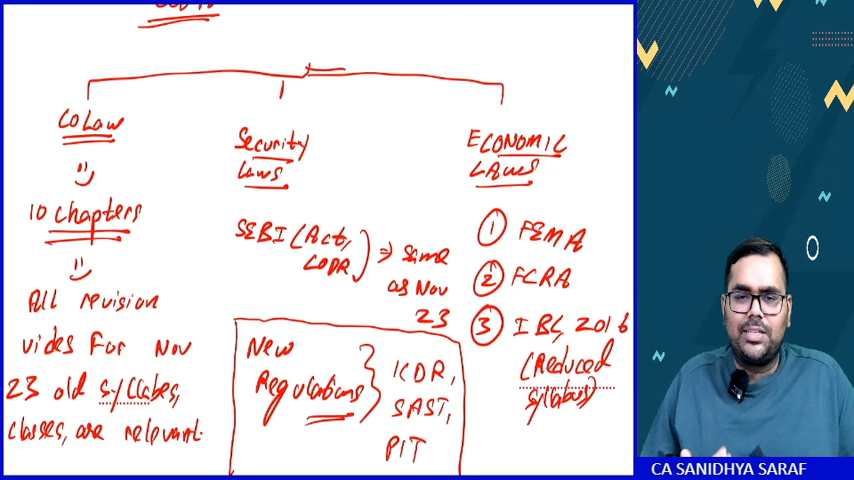 CO Law
10 Chapters
All revision
vides For Nov
23 old syllabes,
classes, are relevant
Security
Laws
SEBI (Act,
LODR) => same
as Nov
23
New
Regulations
ICDR,
SAST,
PIT
ECONOMIC
LAWS
1 FEMA
2 FCRA
3 IBC, 2016
(Reduced
syllabus)
CA SANIDHYA SARAF